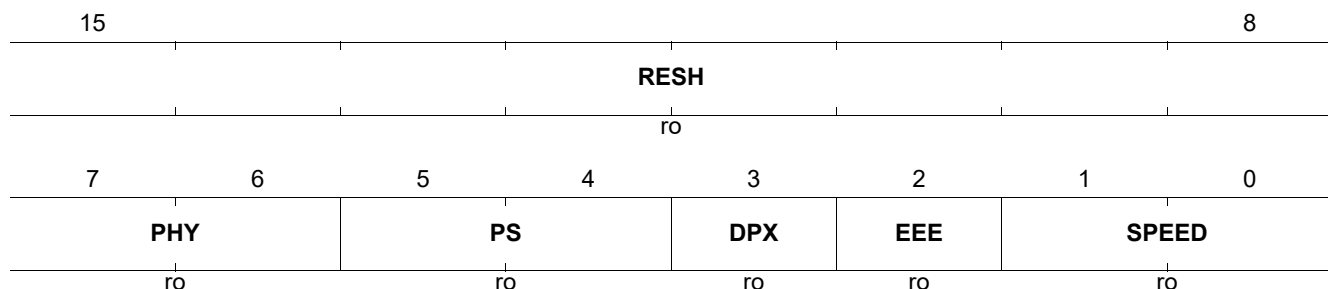 15 8
RESH
ro
7 6 5 4 3 2 1 0
PHY PS DPX EEE SPEED
ro ro ro ro ro